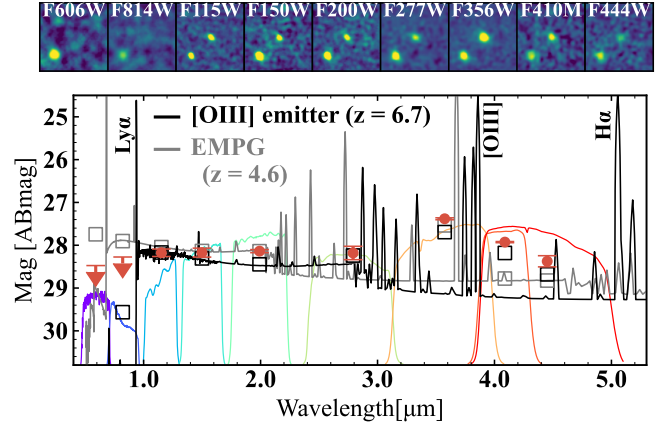 F606W F814W F115W F150W F200W F277W F356W F410M F444W
25
26
27
28
29
30
Mag [ABmag]
Lyα
[OIII] emitter (z = 6.7)
EMPG
(z = 4.6)
[OIII]
Hα
1.0 2.0 3.0 4.0 5.0
Wavelength[μm]